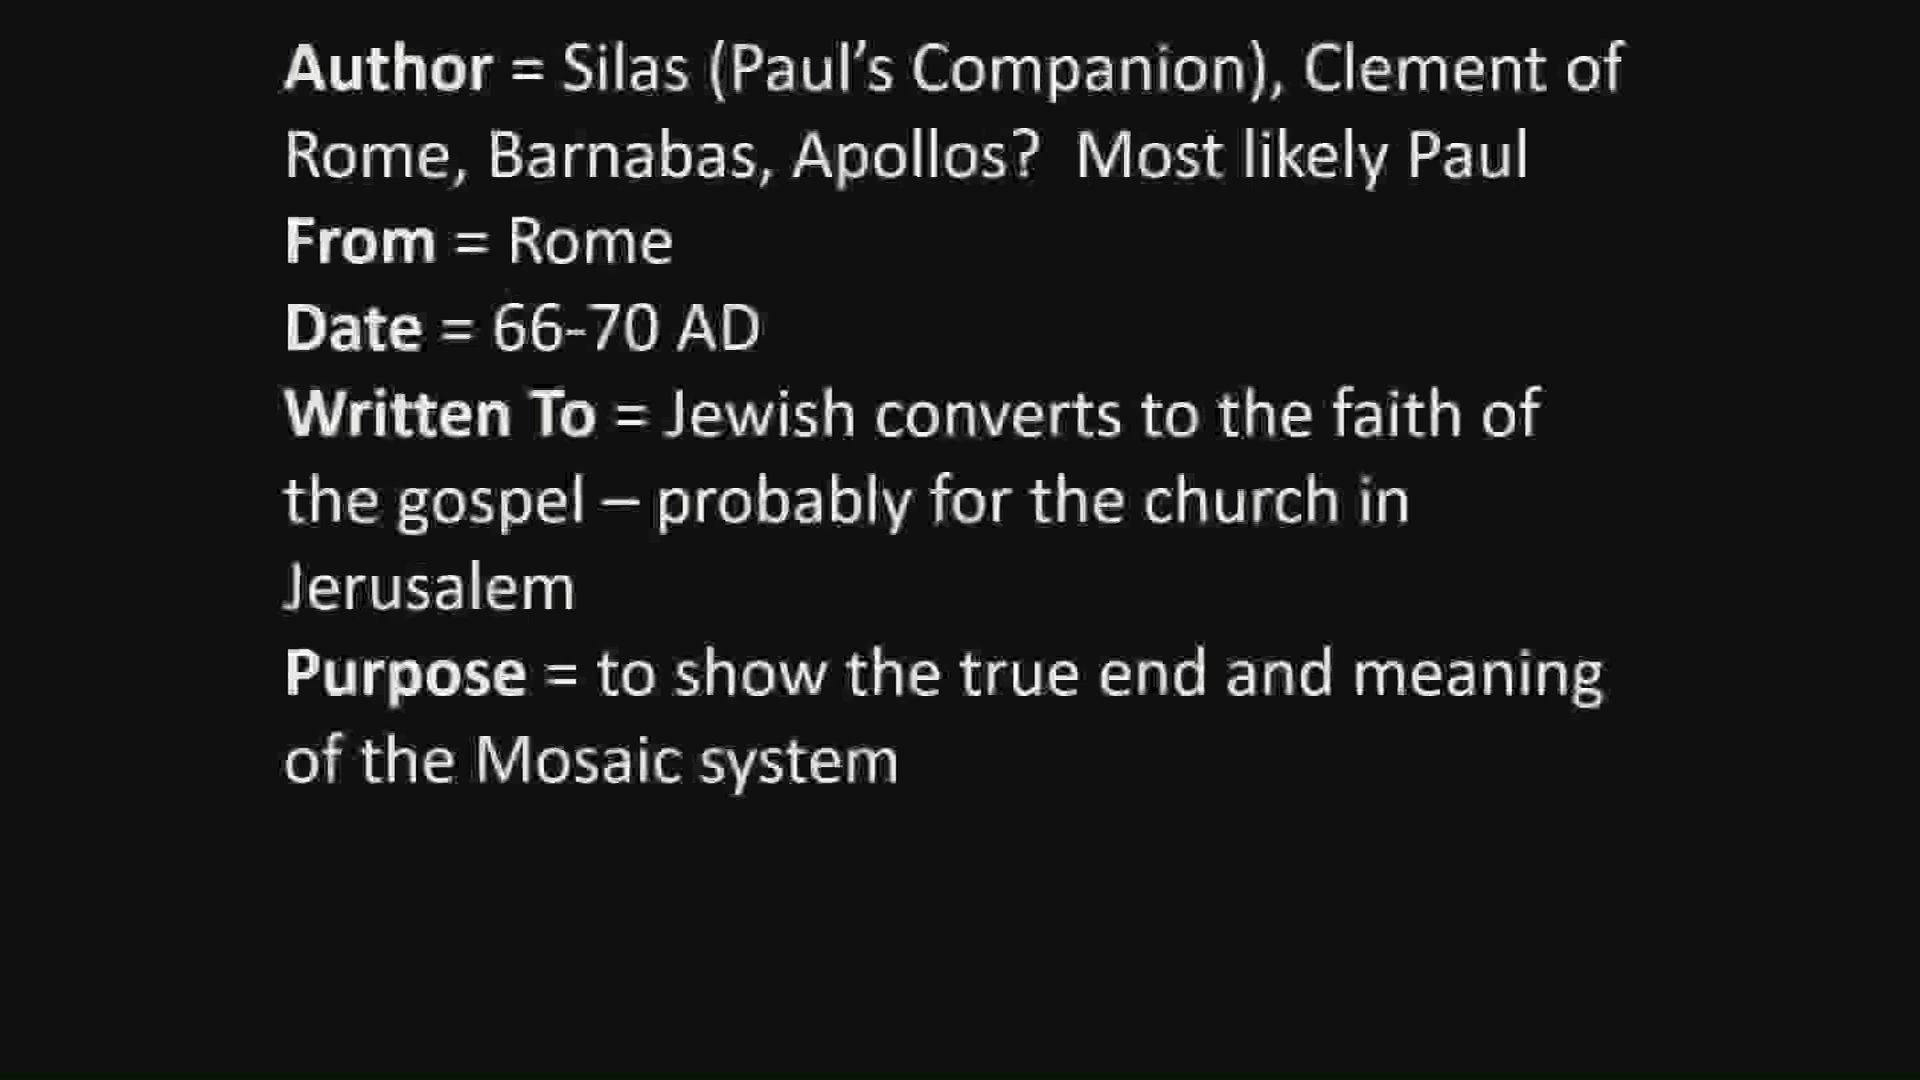 Author = Silas (Paul’s Companion), Clement of
Rome, Barnabas, Apollos?  Most likely Paul
From = Rome
Date = 66-70 AD
Written To = Jewish converts to the faith of
the gospel – probably for the church in
Jerusalem
Purpose = to show the true end and meaning
of the Mosaic system